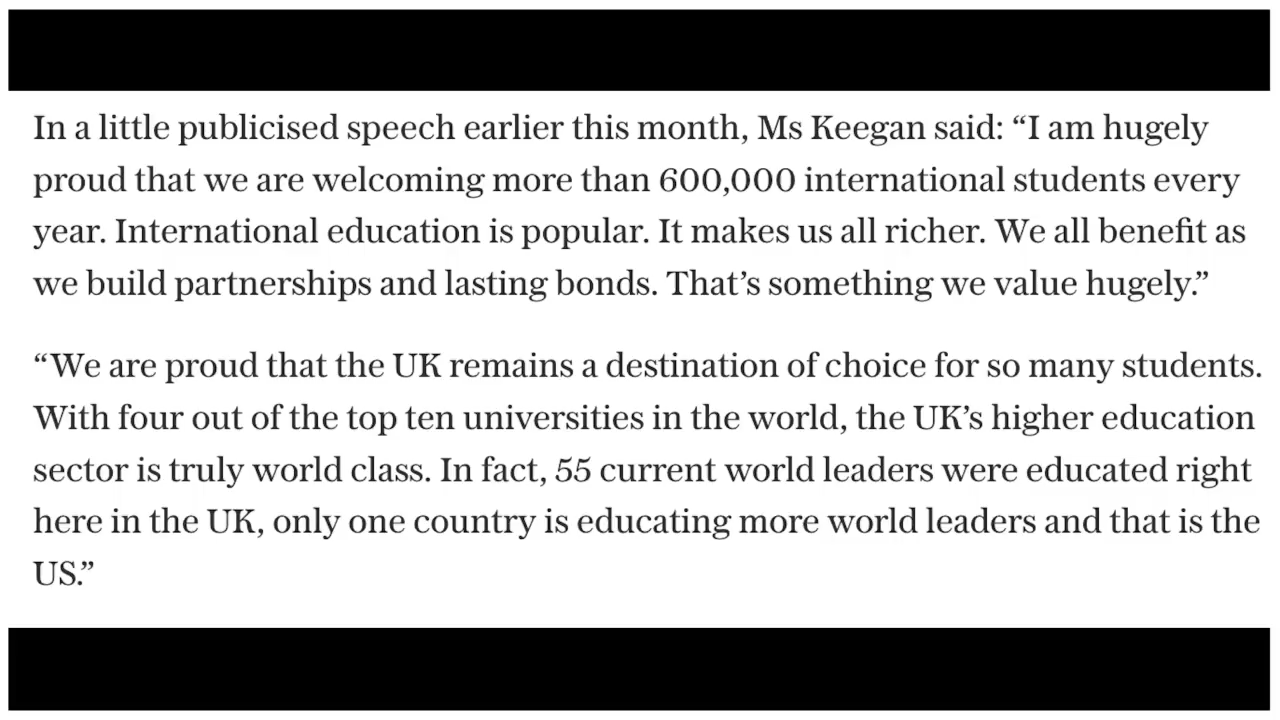 In a little publicised speech earlier this month, Ms Keegan said: “I am hugely
proud that we are welcoming more than 600,000 international students every
year. International education is popular. It makes us all richer. We all benefit as
we build partnerships and lasting bonds. That’s something we value hugely.”
“We are proud that the UK remains a destination of choice for so many students.
With four out of the top ten universities in the world, the UK’s higher education
sector is truly world class. In fact, 55 current world leaders were educated right
here in the UK, only one country is educating more world leaders and that is the
US.”